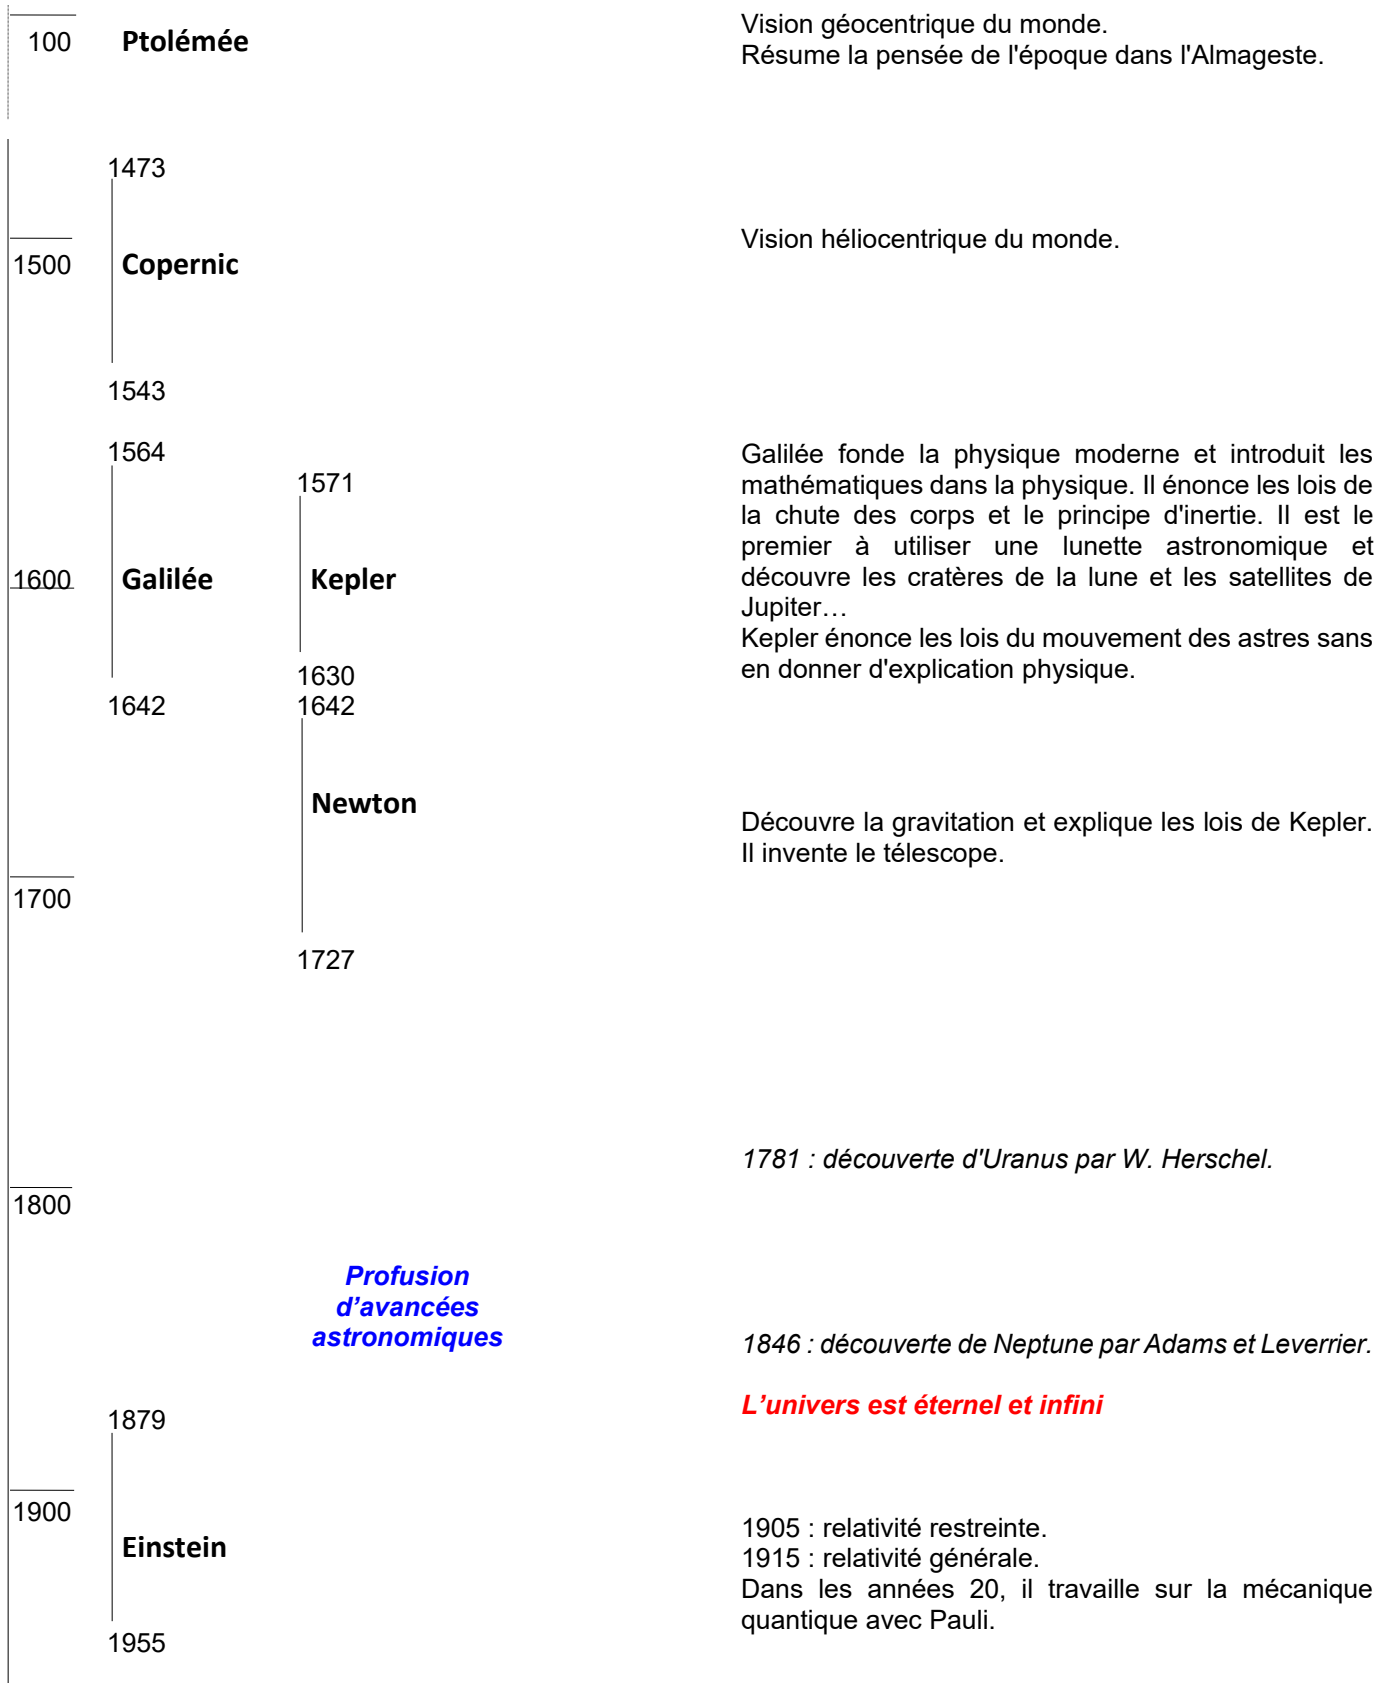 100
Ptolémée
Vision géocentrique du monde.
Résume la pensée de l'époque dans l'Almageste.
1473
Vision héliocentrique du monde.
1500
Copernic
1543
1564
1571
Galilée fonde la physique moderne et introduit les
mathématiques dans la physique. Il énonce les lois de
la chute des corps et le principe d'inertie. Il est le
premier à utiliser une lunette astronomique et
découvre les cratères de la lune et les satellites de
Jupiter…
1600
Galilée
Kepler
Kepler énonce les lois du mouvement des astres sans
en donner d'explication physique.
1630
1642
1642
Newton
Découvre la gravitation et explique les lois de Kepler.
Il invente le télescope.
1700
1727
1781 : découverte d'Uranus par W. Herschel.
1800
Profusion
d’avancées
astronomiques
1846 : découverte de Neptune par Adams et Leverrier.
L’univers est éternel et infini
1879
1900
Einstein
1905 : relativité restreinte.
1915 : relativité générale.
Dans les années 20, il travaille sur la mécanique
quantique avec Pauli.
1955